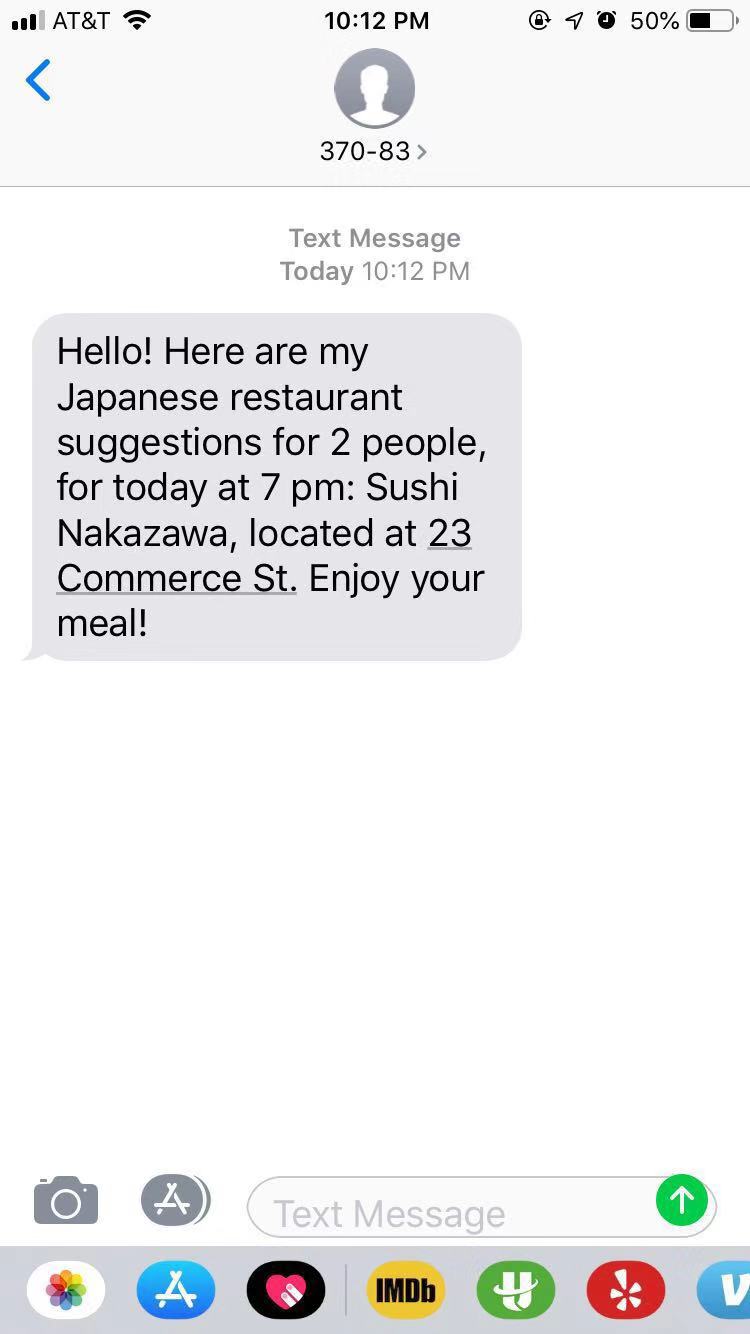 AT&T 10:12 PM 50%
370-83
Text Message
Today 10:12 PM
Hello! Here are my
Japanese restaurant
suggestions for 2 people,
for today at 7 pm: Sushi
Nakazawa, located at 23
Commerce St. Enjoy your
meal!
Text Message
IMDb